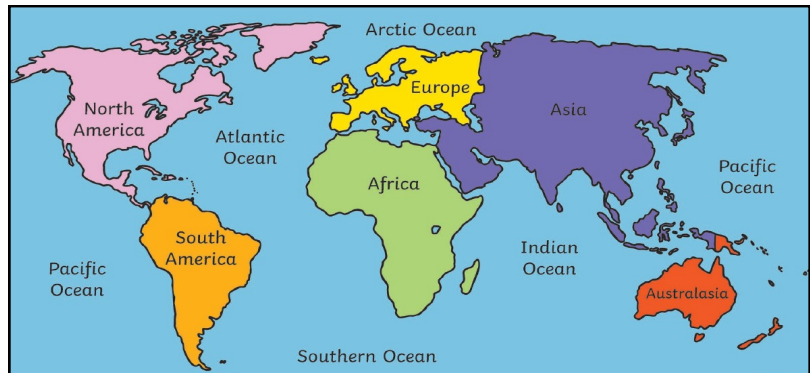 Arctic Ocean
North
America
Europe
Asia
Atlantic
Ocean
Africa
Pacific
Ocean
South
America
Indian
Ocean
Pacific
Ocean
Australasia
Southern Ocean